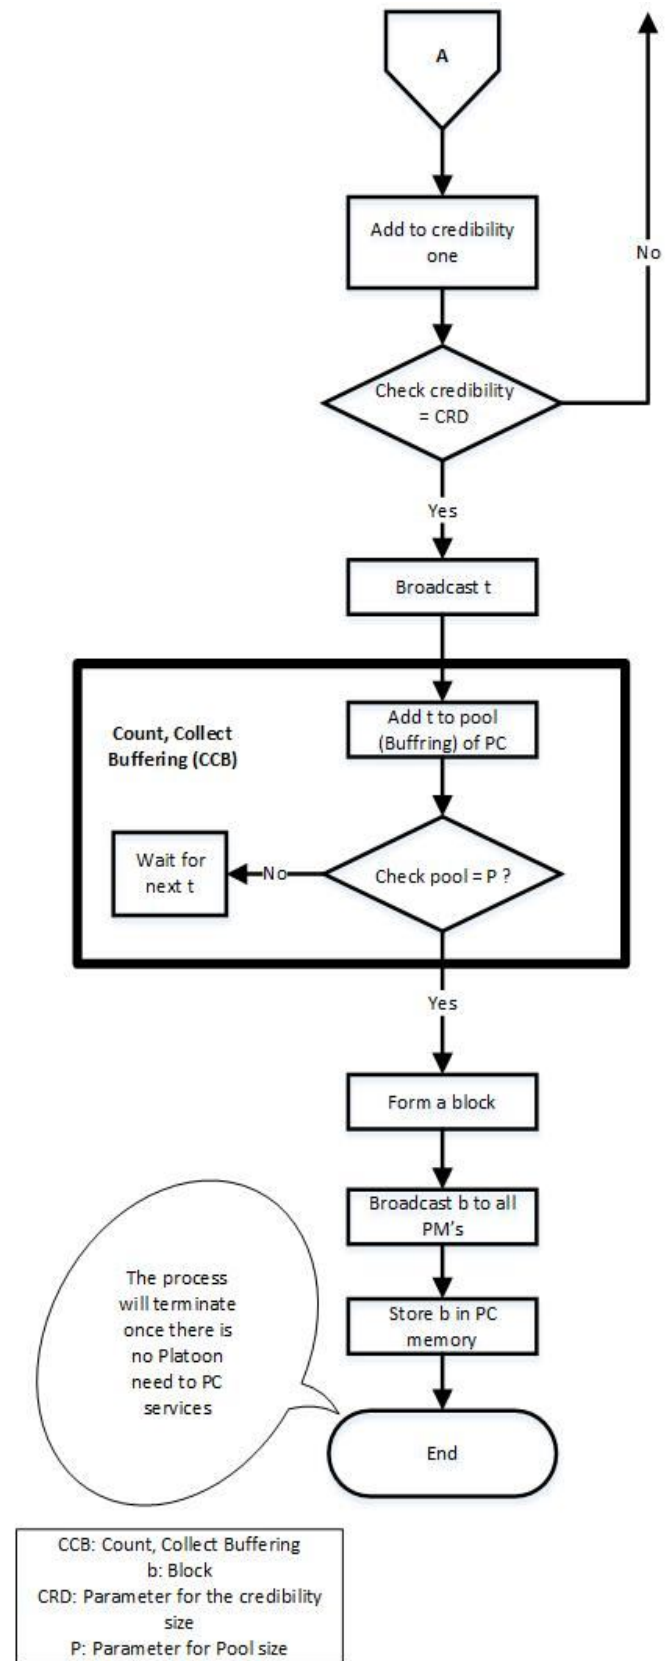 A
Add to credibility
one
No
Check credibility
= CRD
Yes
Broadcast t
Count, Collect
Buffering (CCB)
Add t to pool
(Buffring) of PC
Wait for
next t
No
Check pool = P ?
Yes
Form a block
Broadcast b to all
PM's
The process
will terminate
once there is
no Platoon
need to PC
services
Store b in PC
memory
End
CCB: Count, Collect Buffering
b: Block
CRD: Parameter for the credibility
size
P: Parameter for Pool size